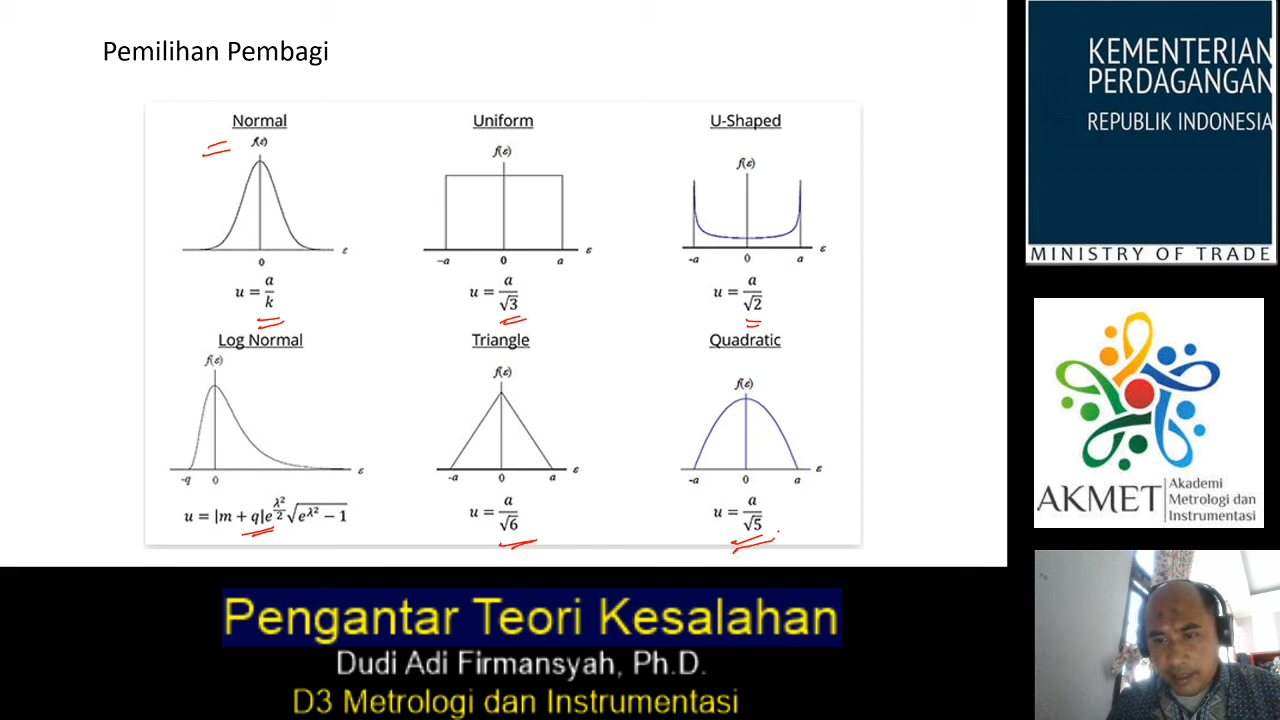 Pemilihan Pembagi
Normal
f(ε)
ε
0
u = a/k
Uniform
f(ε)
ε
-a 0 a
u = a/√3
U-Shaped
f(ε)
ε
-a 0 a
u = a/√2
Log Normal
f(ε)
ε
-q 0
u = |m + q|e^(λ²/2) √(e^(λ²) − 1)
Triangle
f(ε)
ε
-a 0 a
u = a/√6
Quadratic
f(ε)
ε
-a 0 a
u = a/√5
KEMENTERIAN
PERDAGANGAN
REPUBLIK INDONESIA
MINISTRY OF TRADE
AKMET
Akademi
Metrologi dan
Instrumentasi
Pengantar Teori Kesalahan
Dudi Adi Firmansyah, Ph.D.
D3 Metrologi dan Instrumentasi